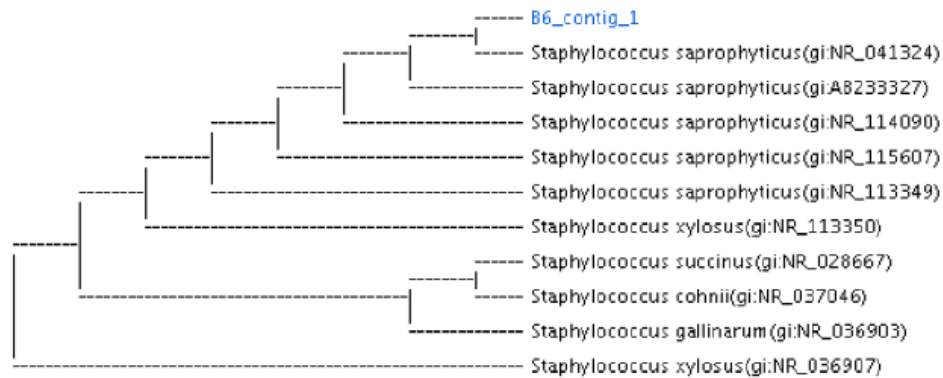 B6_contig_1
Staphylococcus saprophyticus(gi:NR_041324)
Staphylococcus saprophyticus(gi:AB233327)
Staphylococcus saprophyticus(gi:NR_114090)
Staphylococcus saprophyticus(gi:NR_115607)
Staphylococcus saprophyticus(gi:NR_113349)
Staphylococcus xylosus(gi:NR_113350)
Staphylococcus succinus(gi:NR_028667)
Staphylococcus cohnii(gi:NR_037046)
Staphylococcus gallinarum(gi:NR_036903)
Staphylococcus xylosus(gi:NR_036907)